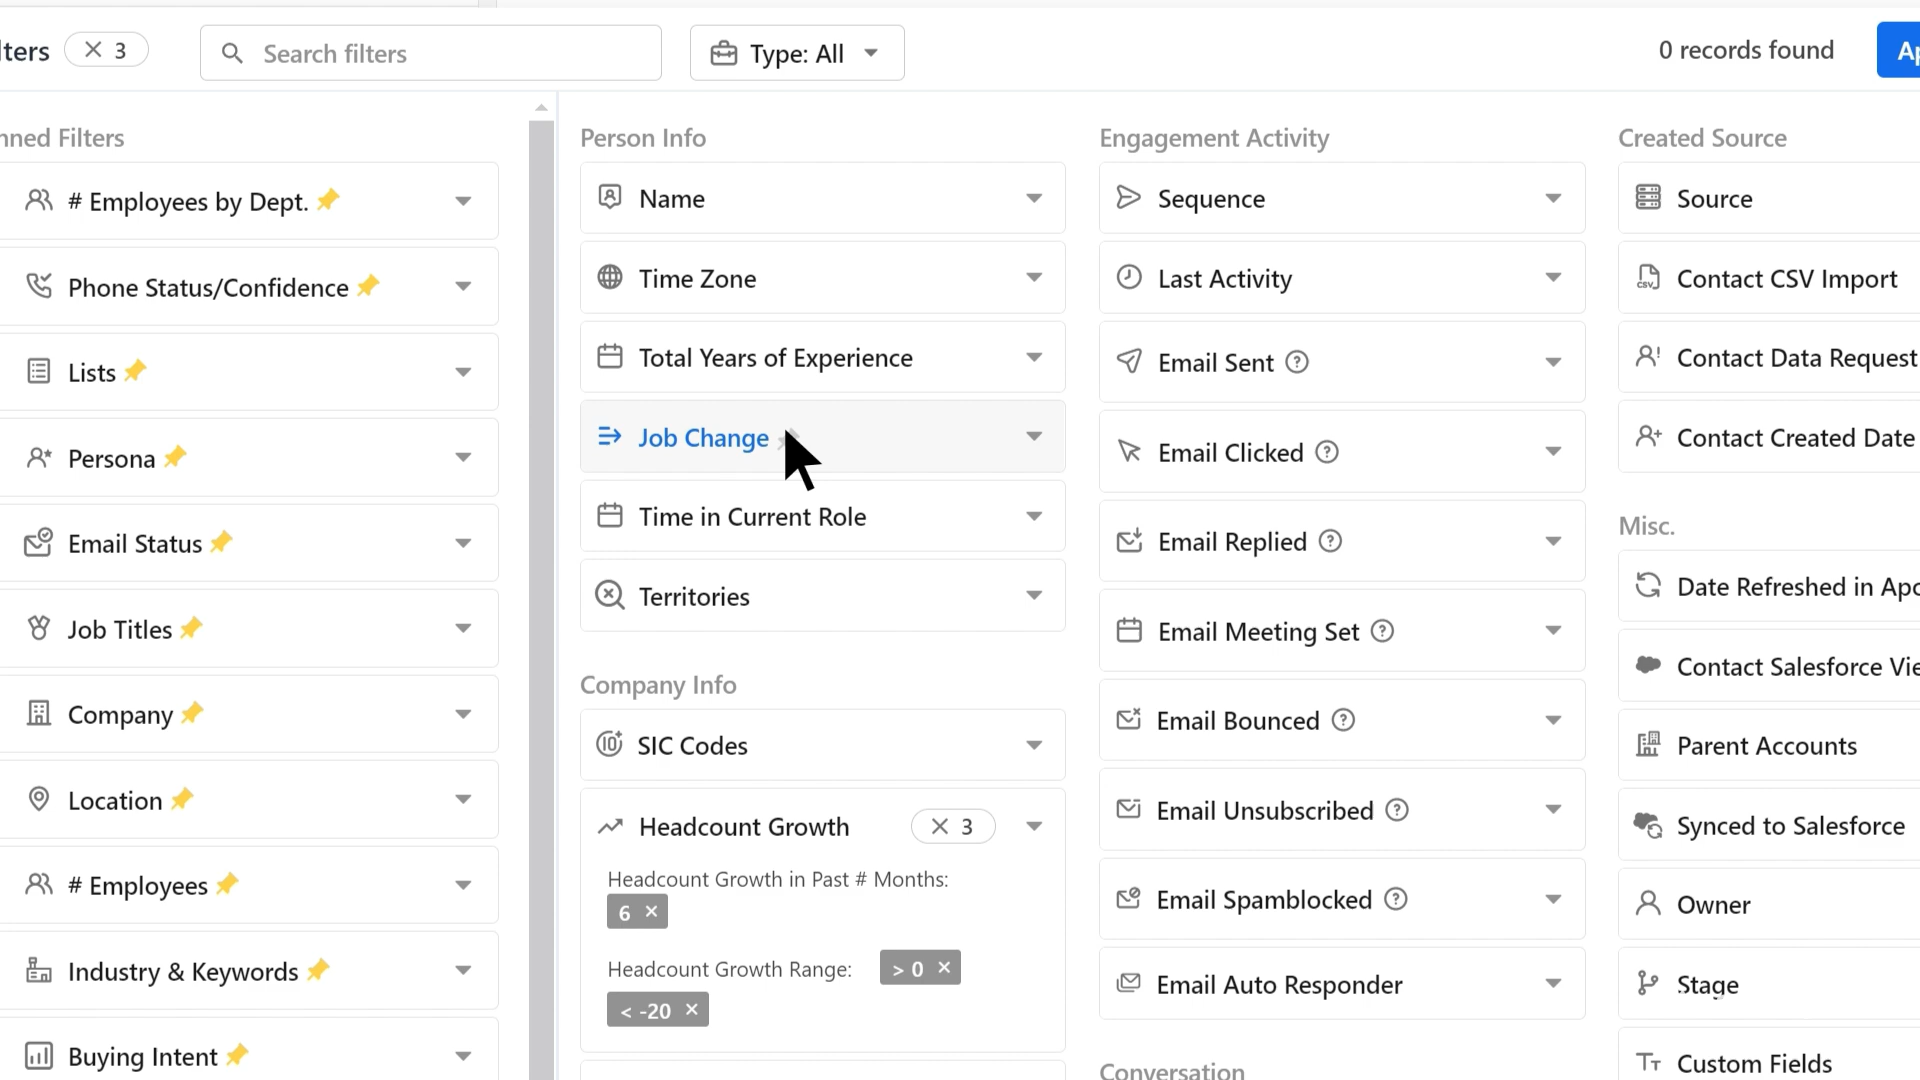 lters
3
Search filters
Type: All
0 records found
Ap
nned Filters
# Employees by Dept.
Phone Status/Confidence
Lists
Persona
Email Status
Job Titles
Company
Location
# Employees
Industry & Keywords
Buying Intent
Person Info
Name
Time Zone
Total Years of Experience
Job Change
Time in Current Role
Territories
Company Info
SIC Codes
Headcount Growth
3
Headcount Growth in Past # Months:
6
Headcount Growth Range:
> 0
< -20
Engagement Activity
Sequence
Last Activity
Email Sent
Email Clicked
Email Replied
Email Meeting Set
Email Bounced
Email Unsubscribed
Email Spamblocked
Email Auto Responder
Conversation
Created Source
Source
Contact CSV Import
Contact Data Request
Contact Created Date
Misc.
Date Refreshed in Apo
Contact Salesforce Vie
Parent Accounts
Synced to Salesforce
Owner
Stage
Custom Fields